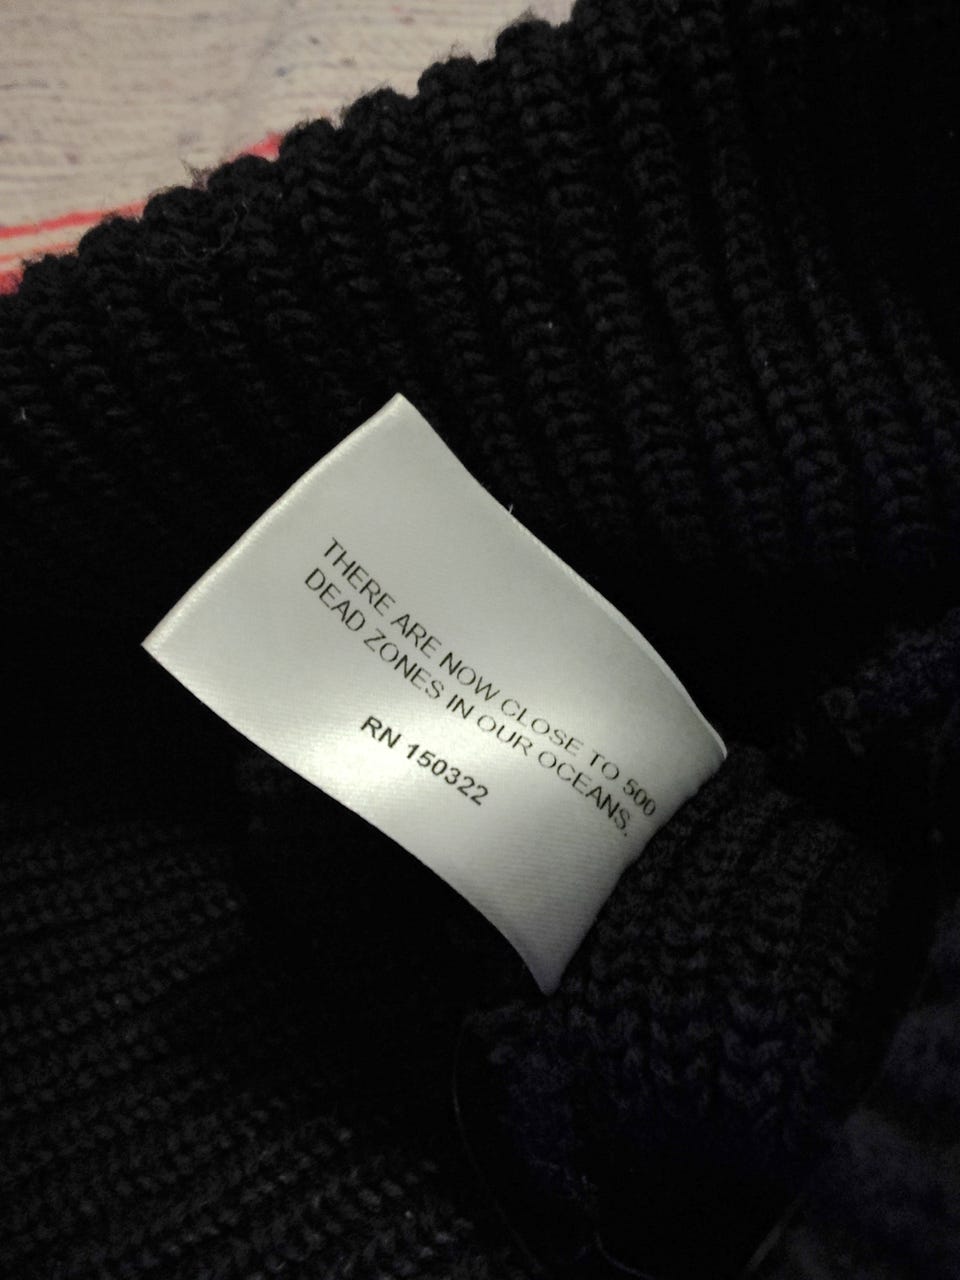 THERE ARE NOW CLOSE TO 500
DEAD ZONES IN OUR OCEANS.
RN 150322